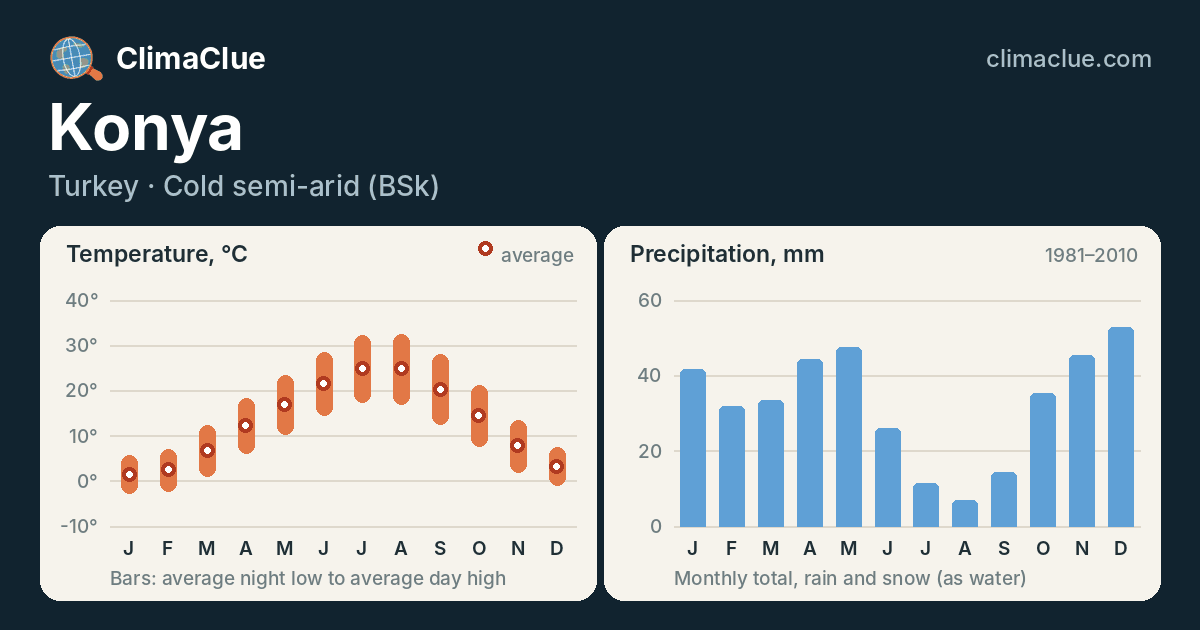 ClimaClue
climaclue.com
Konya
Turkey · Cold semi-arid (BSk)
Temperature, °C
average
40°
30°
20°
10°
0°
-10°
J F M A M J J A S O N D
Bars: average night low to average day high
Precipitation, mm
1981–2010
60
40
20
0
J F M A M J J A S O N D
Monthly total, rain and snow (as water)